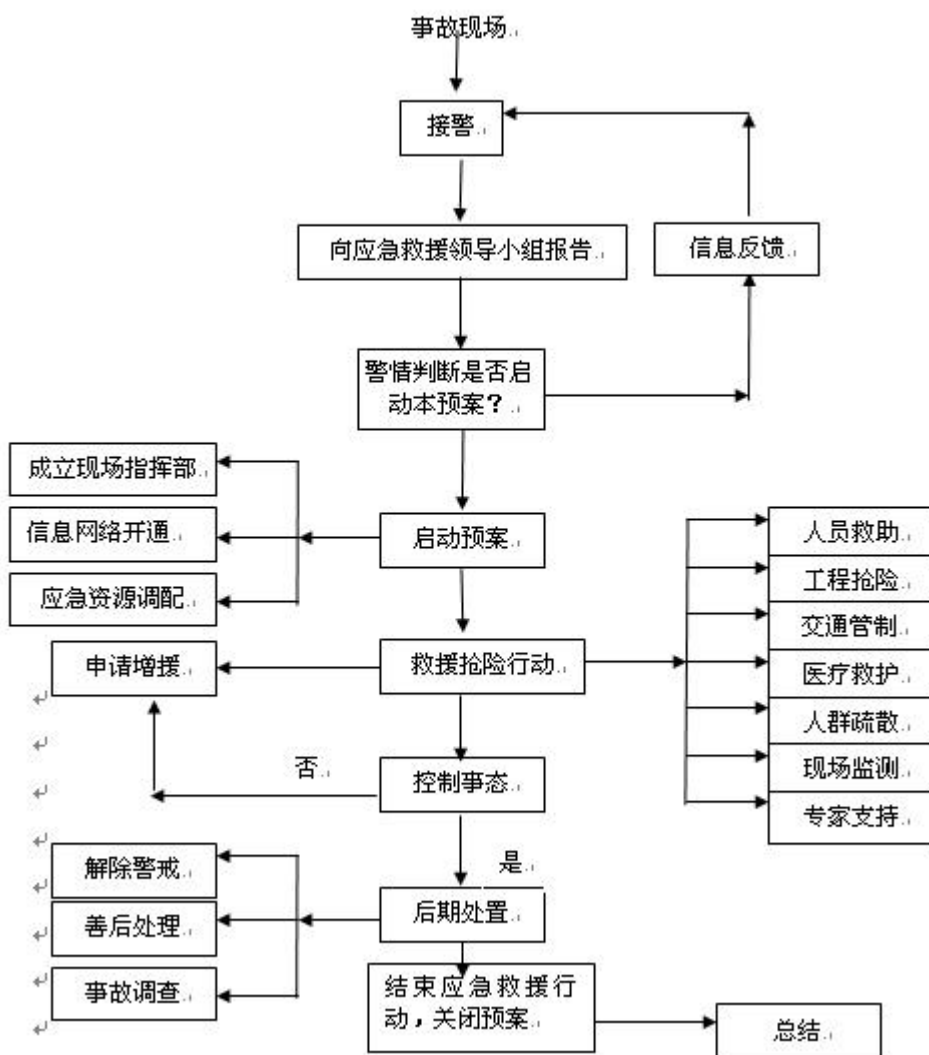 事故现场
接警
向应急救援领导小组报告
信息反馈
警情判断是否启
动本预案？
成立现场指挥部
信息网络开通
启动预案
应急资源调配
人员救助
工程抢险
交通管制
申请增援
救援抢险行动
医疗救护
人群疏散
否
控制事态
现场监测
专家支持
解除警戒
是
善后处理
后期处置
事故调查
结束应急救援行
动，关闭预案
总结